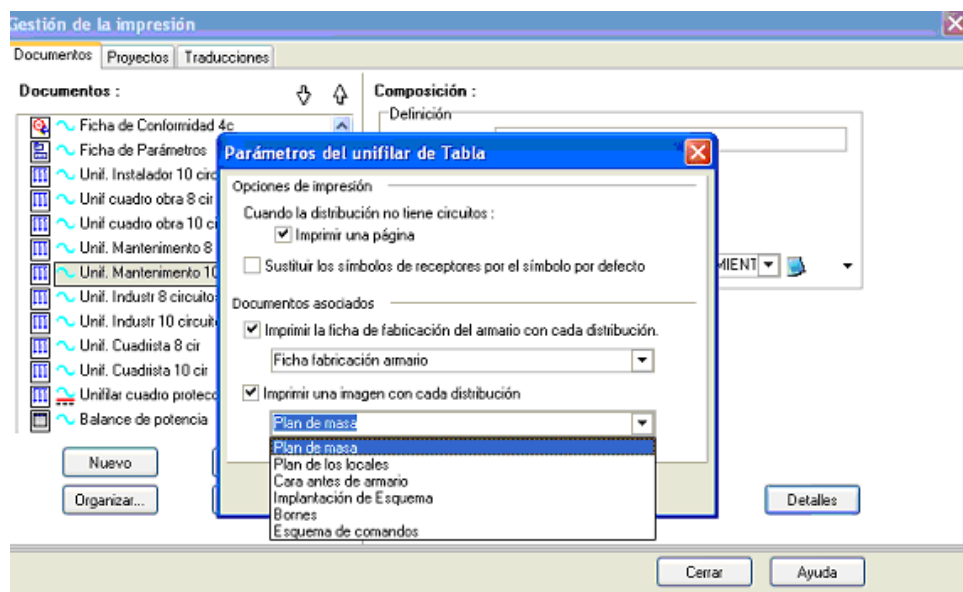 Gestión de la impresión
Documentos Proyectos Traducciones
Documentos :
Composición :
Definición
Ficha de Conformidad 4c
Ficha de Parámetros
Unif. Instalador 10 circ
Unif cuadro obra 8 cir
Unif cuadro obra 10 ci
Unif. Mantenimento 8
Unif. Mantenimento 10
Unif. Industr 8 circuito
Unif. Industr 10 circuit
Unif. Cuadrista 8 cir
Unif. Cuadrista 10 cir
Unifilar cuadro protecc
Balance de potencia
Nuevo
Organizar...
MIENT
Detalles
Parámetros del unifilar de Tabla
Opciones de impresión
Cuando la distribución no tiene circuitos :
Imprimir una página
Sustituir los símbolos de receptores por el símbolo por defecto
Documentos asociados
Imprimir la ficha de fabricación del armario con cada distribución.
Ficha fabricación armario
Imprimir una imagen con cada distribución
Plan de masa
Plan de masa
Plan de los locales
Cara antes de armario
Implantación de Esquema
Bornes
Esquema de comandos
Cerrar Ayuda